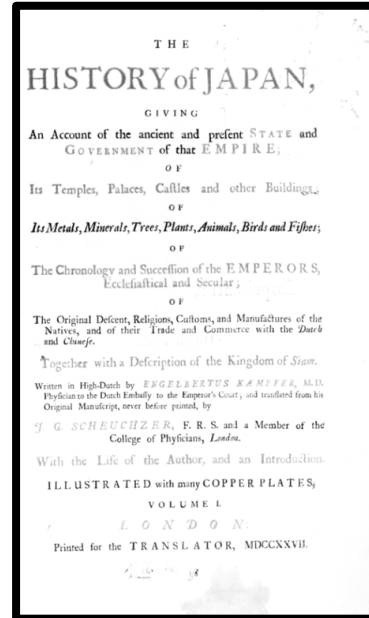 THE
HISTORY of JAPAN,
GIVING
An Account of the ancient and preſent STATE and
GOVERNMENT of that EMPIRE;
OF
Its Temples, Palaces, Caſtles and other Buildings;
OF
Its Metals, Minerals, Trees, Plants, Animals, Birds and Fiſhes;
OF
The Chronology and Succeſſion of the EMPERORS,
Eccleſiaſtical and Secular;
OF
The Original Deſcent, Religions, Cuſtoms, and Manufactures of the
Natives, and of their Trade and Commerce with the Dutch
and Chineſe.
Together with a Deſcription of the Kingdom of Siam.
Written in High-Dutch by ENGELBERTUS KÆMPFER, M.D.
Phyſician to the Dutch Embaſſy to the Emperor's Court; and tranſlated from his
Original Manuſcript, never before printed, by
J. G. SCHEUCHZER, F. R. S. and a Member of the
College of Phyſicians, London.
With the Life of the Author, and an Introduction.
ILLUSTRATED with many COPPER PLATES,
VOLUME I.
LONDON:
Printed for the TRANSLATOR, MDCCXXVII.